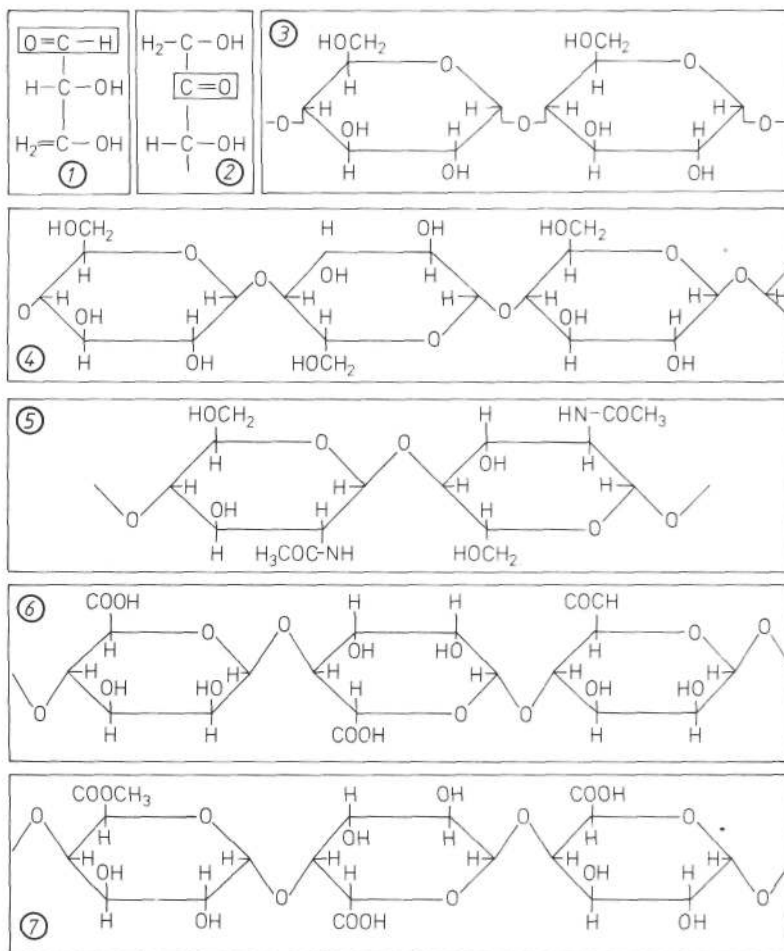 ①
O=C–H
H–C–OH
H₂=C–OH
②
H₂–C–OH
C=O
H–C–OH
③
HOCH₂ HOCH₂
O O
H H
H H H H
O OH H O OH H O
H OH H OH
④
HOCH₂ H OH HOCH₂
O O O O
H OH H H
H H H H H H
O OH H O OH H
H OH HOCH₂ O H OH
⑤
HOCH₂ O O H HN–COCH₃
H OH H
H H H H
O OH H O O
H H₃COC–NH HOCH₂
⑥
COOH O O H H COCH O O
H OH HO H
H H H H H H
O OH HO H O O OH HO O
H H COOH H H
⑦
O COOCH₃ O H OH O COOH O
H OH H H
H H H H H H
OH H O H O OH H O
H OH COOH H OH